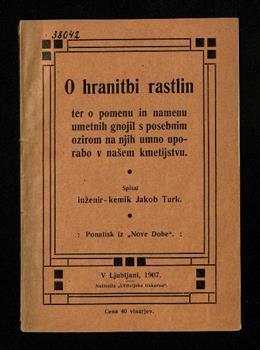 38042
O hranitbi rastlin
ter o pomenu in namenu
umetnih gnojil s posebnim
ozirom na njih umno upo-
rabo v našem kmetijstvu.
Spisal
inženir-kemik Jakob Turk.
: Ponatisk iz „Nove Dobe“. :
V Ljubljani, 1907.
Natisnila „Učiteljska tiskarna“.
Cena 40 vinarjev.